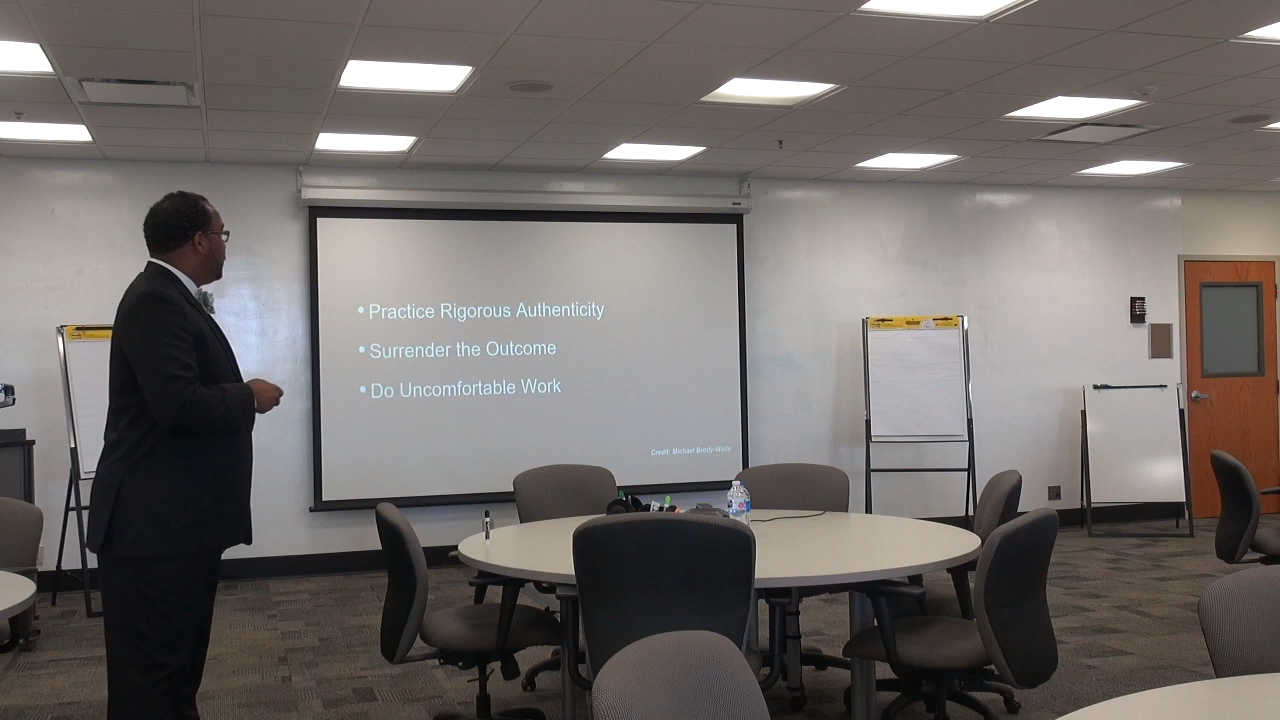 • Practice Rigorous Authenticity
• Surrender the Outcome
• Do Uncomfortable Work
Credit: Michael Brody-Waite